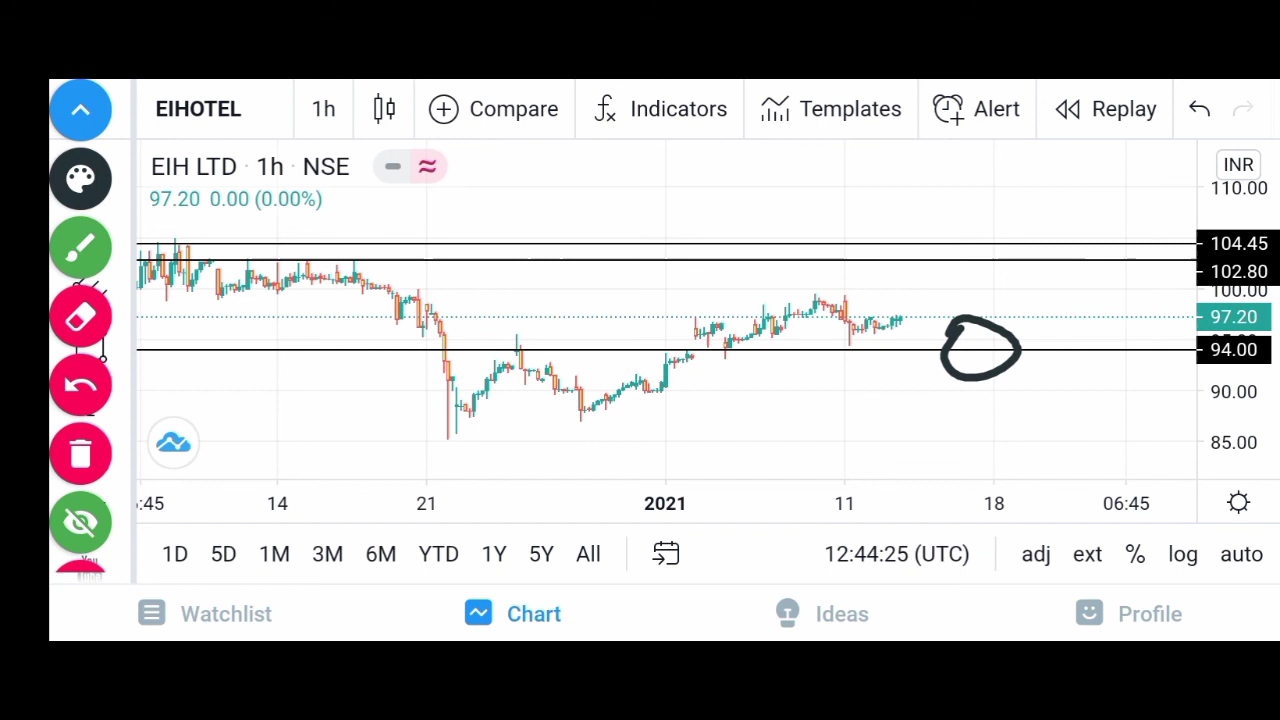 EIHOTEL 1h Compare Indicators Templates Alert Replay
EIH LTD · 1h · NSE
INR
97.20 0.00 (0.00%)
110.00
104.45
102.80
100.00
97.20
94.00
90.00
85.00
:45 14 21 2021 11 18 06:45
1D 5D 1M 3M 6M YTD 1Y 5Y All 12:44:25 (UTC) adj ext % log auto
Watchlist Chart Ideas Profile